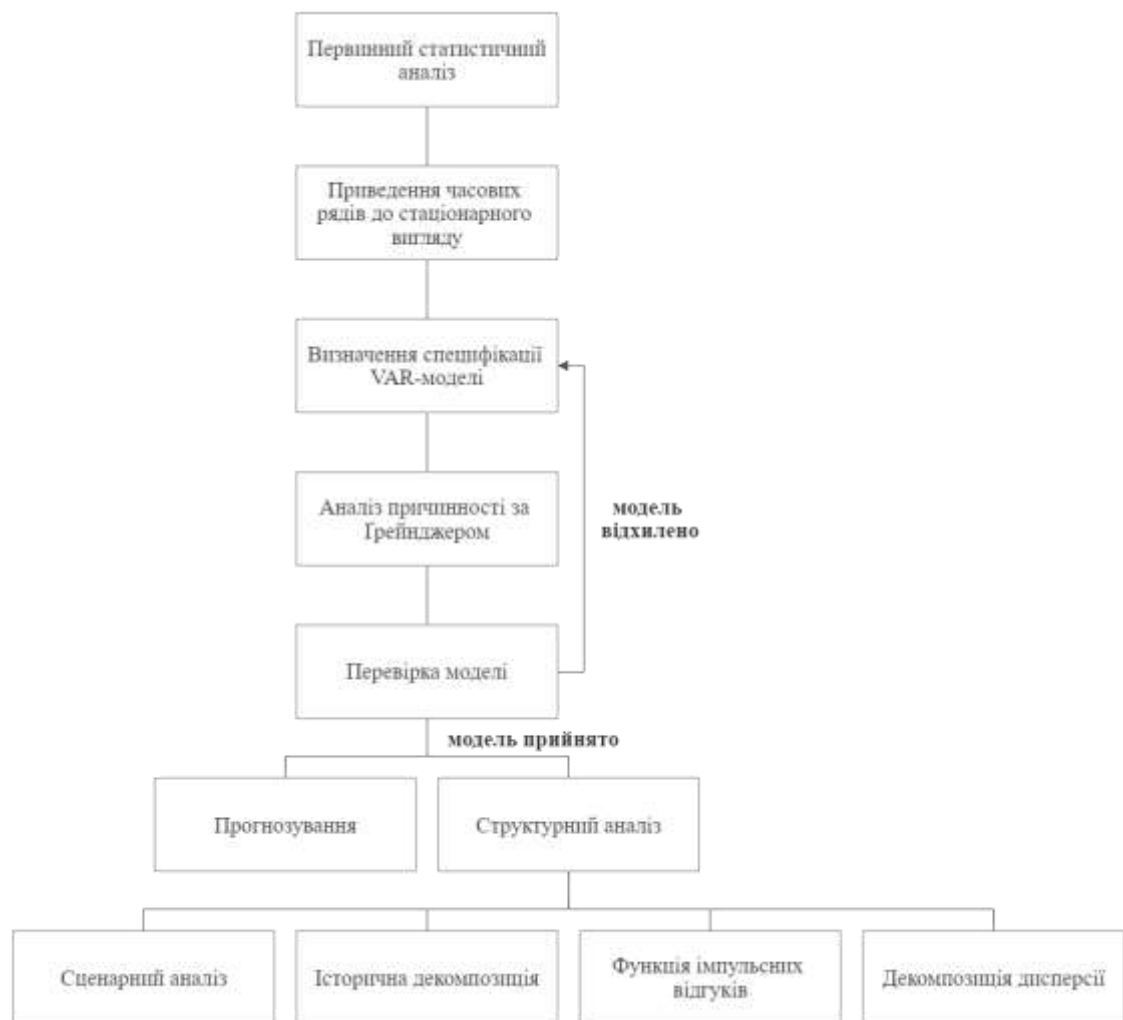 Первинний статистичний
аналіз
Приведення часових
рядів до стаціонарного
вигляду
Визначення специфікації
VAR-моделі
Аналіз причинності за
Ґрейнджером
модель
відхилено
Перевірка моделі
модель прийнято
Прогнозування
Структурний аналіз
Сценарний аналіз
Історична декомпозиція
Функція імпульсних
відгуків
Декомпозиція дисперсії